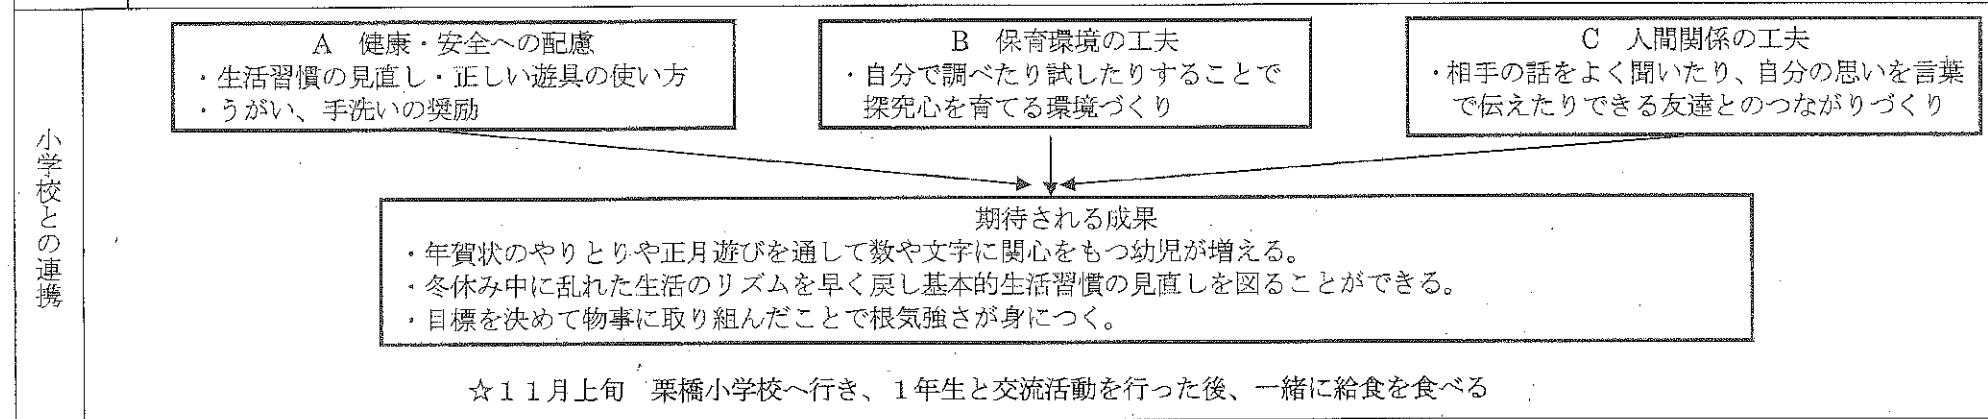 小学校との連携
A 健康・安全への配慮
・生活習慣の見直し・正しい遊具の使い方
・うがい、手洗いの奨励
B 保育環境の工夫
・自分で調べたり試したりすることで
探究心を育てる環境づくり
C 人間関係の工夫
・相手の話をよく聞いたり、自分の思いを言葉
で伝えたりできる友達とのつながりづくり
期待される成果
・年賀状のやりとりや正月遊びを通して数や文字に関心をもつ幼児が増える。
・冬休み中に乱れた生活のリズムを早く戻し基本的生活習慣の見直しを図ることができる。
・目標を決めて物事に取り組んだことで根気強さが身につく。
☆11月上旬 栗橋小学校へ行き、1年生と交流活動を行った後、一緒に給食を食べる